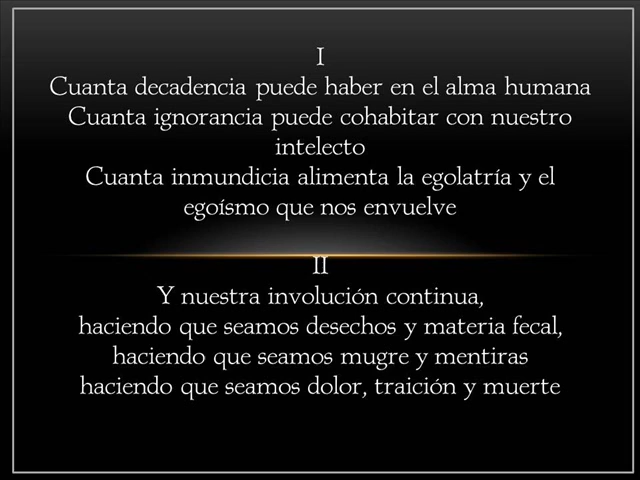 I
Cuanta decadencia puede haber en el alma humana
Cuanta ignorancia puede cohabitar con nuestro
intelecto
Cuanta inmundicia alimenta la egolatría y el
egoísmo que nos envuelve
II
Y nuestra involución continua,
haciendo que seamos desechos y materia fecal,
haciendo que seamos mugre y mentiras
haciendo que seamos dolor, traición y muerte